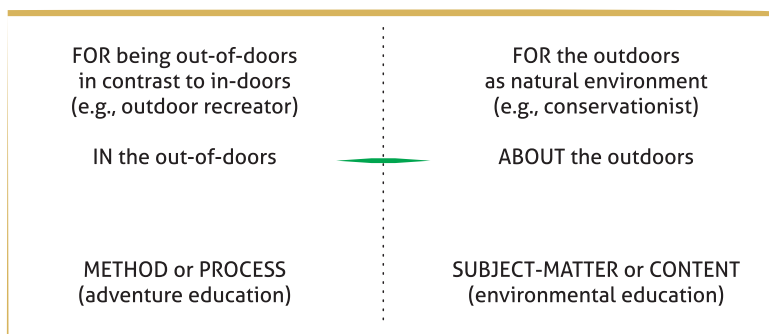 FOR being out-of-doors
in contrast to in-doors
(e.g., outdoor recreator)
IN the out-of-doors
METHOD or PROCESS
(adventure education)
FOR the outdoors
as natural environment
(e.g., conservationist)
ABOUT the outdoors
SUBJECT-MATTER or CONTENT
(environmental education)